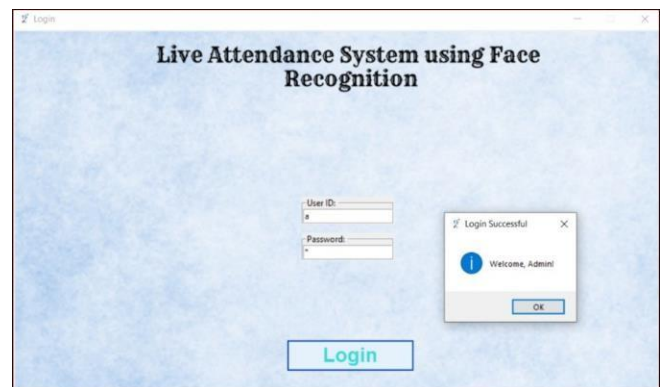 Login
Live Attendance System using Face
Recognition
User ID:
a
Password:
*
Login Successful
Welcome, Admin!
OK
Login